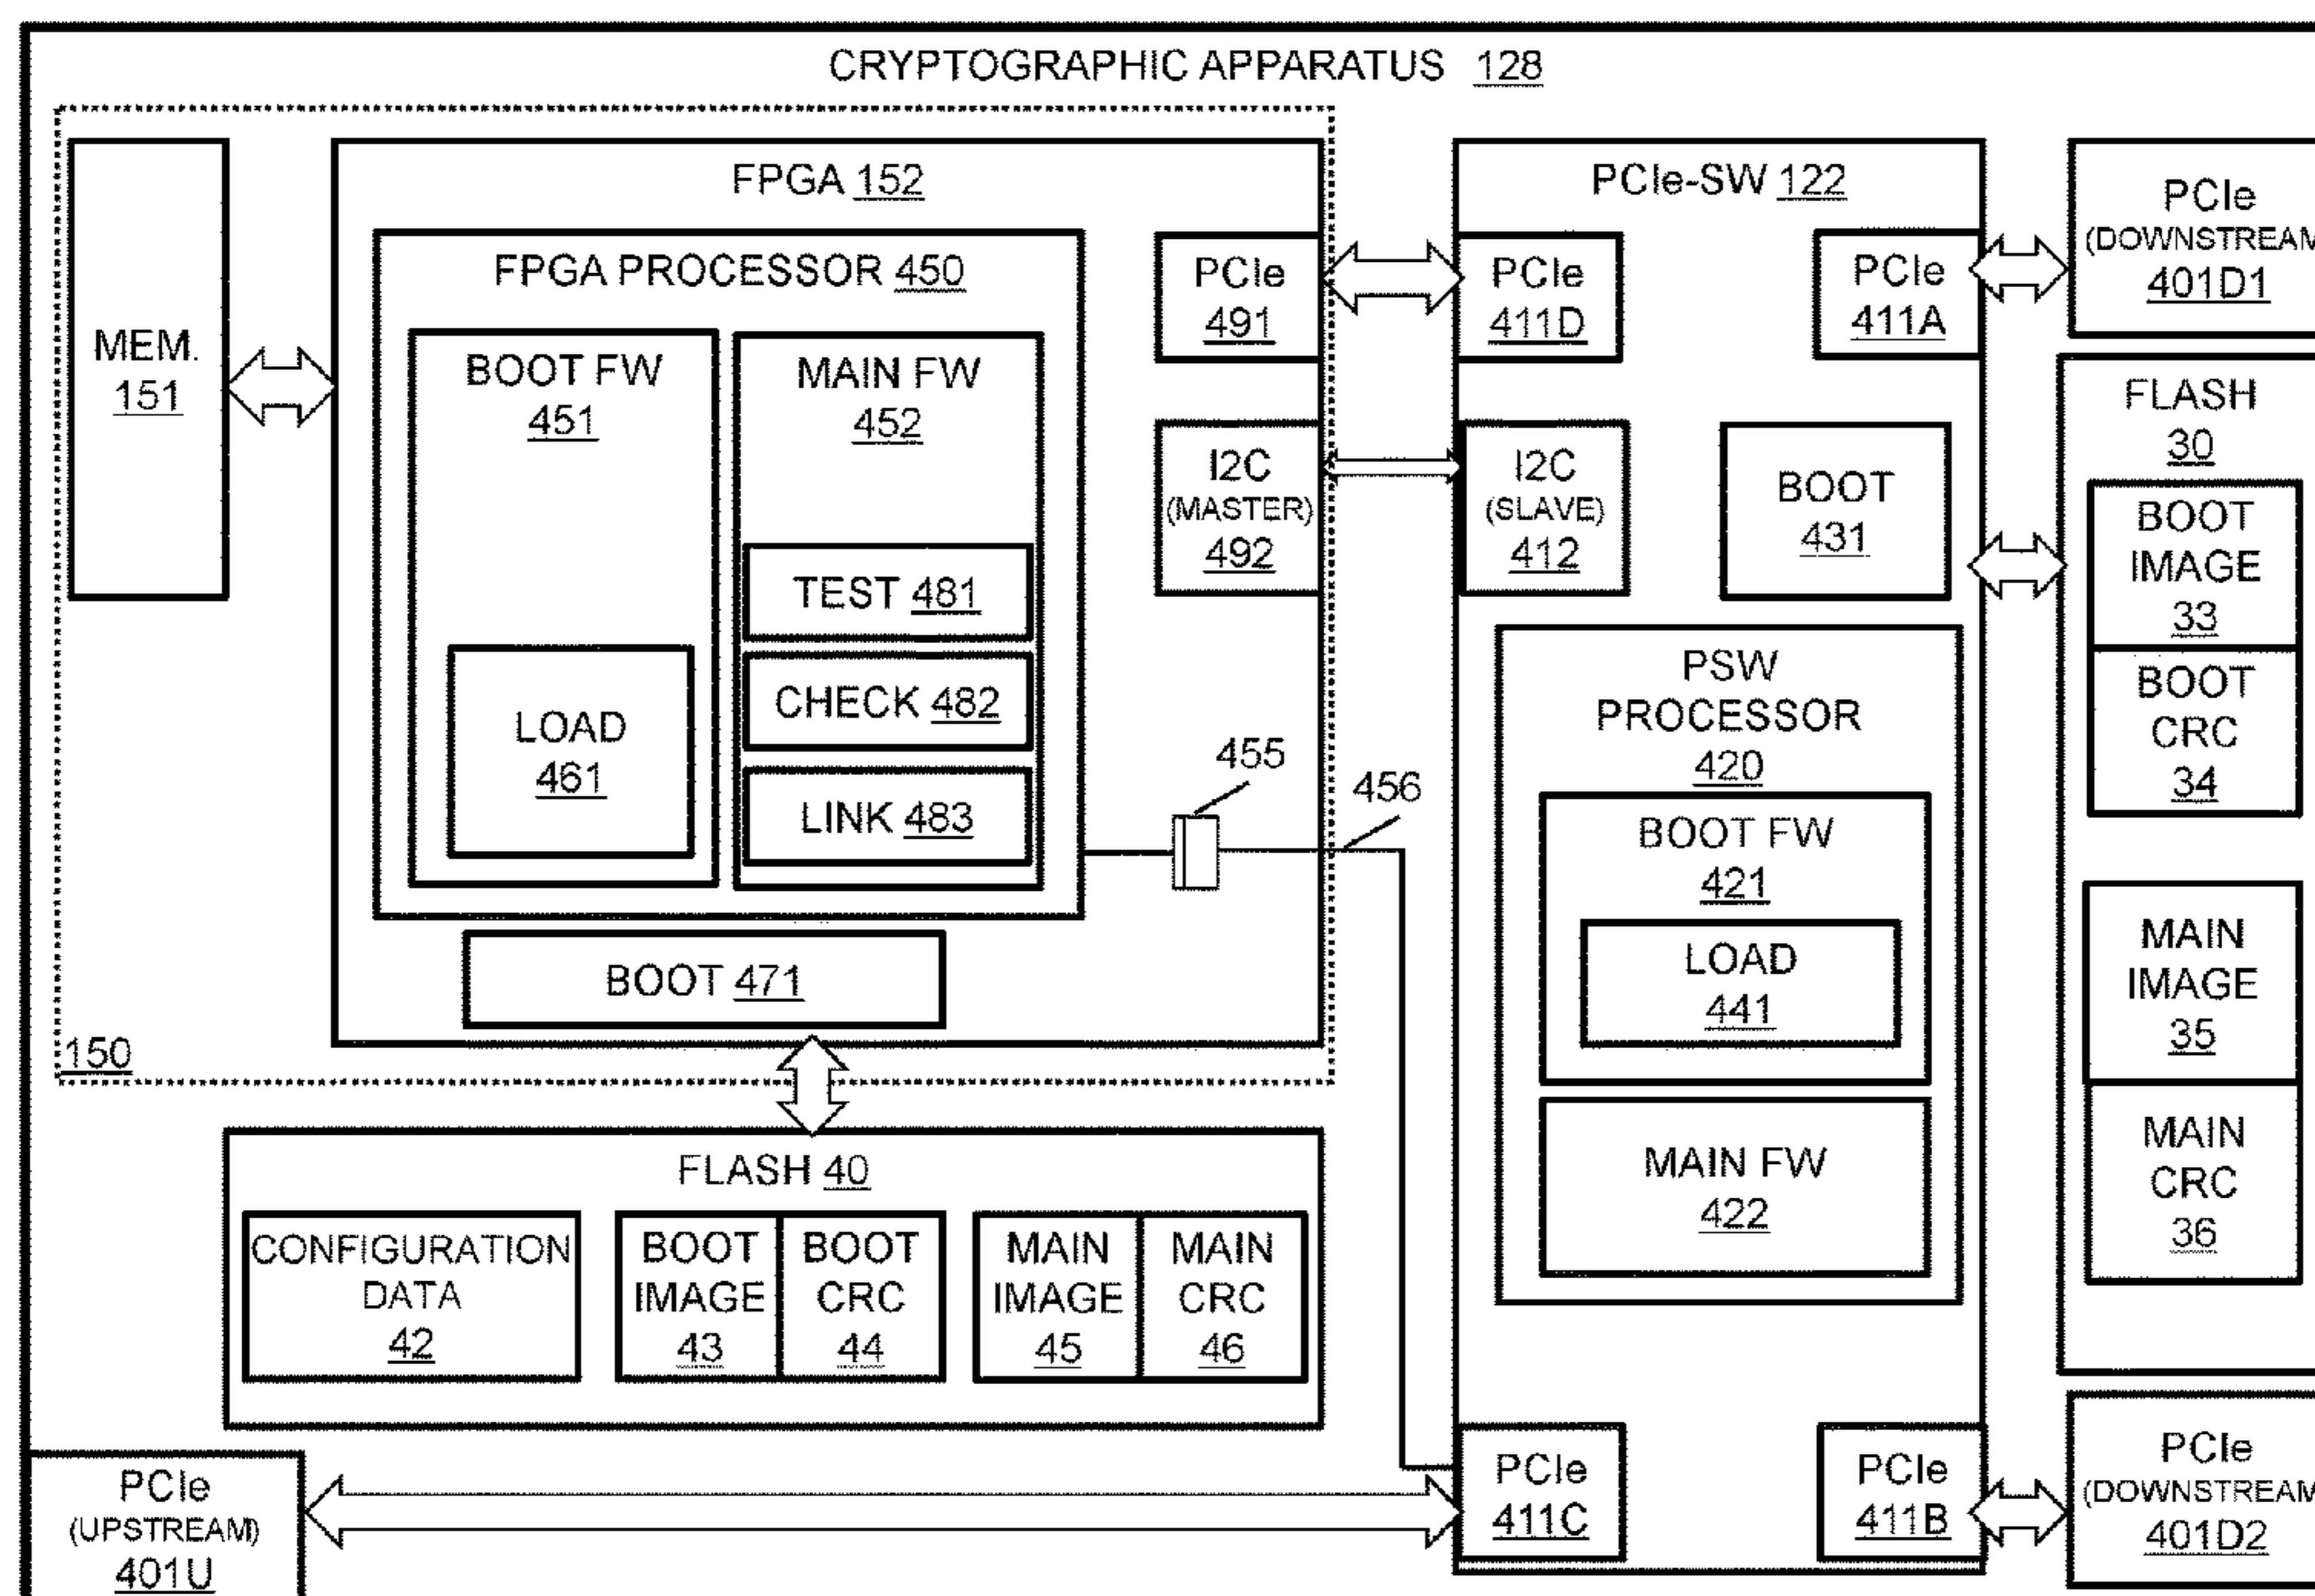 CRYPTOGRAPHIC APPARATUS 128
MEM.
151
FPGA 152
FPGA PROCESSOR 450
BOOT FW
451
LOAD
461
MAIN FW
452
TEST 481
CHECK 482
LINK 483
BOOT 471
PCIe
491
I2C
(MASTER)
492
455
456
150
PCIe-SW 122
PCIe
411D
PCIe
411A
I2C
(SLAVE)
412
BOOT
431
PSW
PROCESSOR
420
BOOT FW
421
LOAD
441
MAIN FW
422
PCIe
411C
PCIe
411B
PCIe
(DOWNSTREAM
401D1
FLASH
30
BOOT
IMAGE
33
BOOT
CRC
34
MAIN
IMAGE
35
MAIN
CRC
36
PCIe
(DOWNSTREAM
401D2
FLASH 40
CONFIGURATION
DATA
42
BOOT
IMAGE
43
BOOT
CRC
44
MAIN
IMAGE
45
MAIN
CRC
46
PCIe
(UPSTREAM)
401U